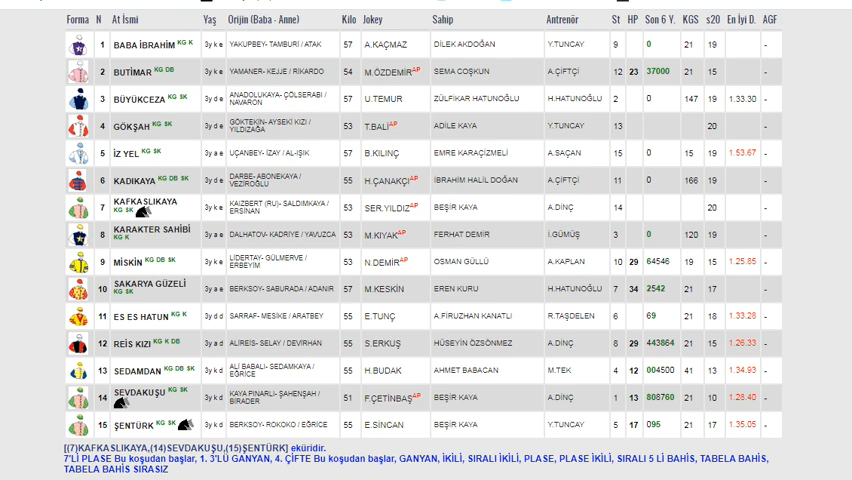 Forma N At İsmi Yaş Orijin (Baba - Anne) Kilo Jokey Sahip Antrenör St HP Son 6 Y. KGS s20 En İyi D. AGF
1 BABA İBRAHİM KG K 3y k e YAKUPBEY- TAMBURİ / ATAK 57 A.KAÇMAZ DİLEK AKDOĞAN Y.TUNCAY 9 0 21 19 -
2 BUTİMAR KG DB 3y k e YAMANER- KEJJE / RİKARDO 54 M.ÖZDEMİR AP SEMA COŞKUN A.ÇİFTÇİ 12 23 37000 21 15 -
3 BÜYÜKCEZA KG SK 3y d e ANADOLUKAYA- ÇÖLSERABI / NAVARON 57 U.TEMUR ZÜLFİKAR HATUNOĞLU H.HATUNOĞLU 2 0 147 19 1.33.30 -
4 GÖKŞAH KG SK 3y d e GÖKTEKİN- AYSEKI KIZI / YILDIZAĞA 53 T.BALİ AP ADİLE KAYA Y.TUNCAY 13 20 -
5 İZ YEL KG SK 3y a e UÇANBEY- İZAY / AL-IŞIK 57 B.KILINÇ EMRE KARAÇİZMELİ A.SAÇAN 15 0 15 19 1.53.67 -
6 KADIKAYA KG DB SK 3y d e DARBE- ABONEKAYA / VEZİROĞLU 55 H.ÇANAKÇI AP İBRAHİM HALİL DOĞAN A.ÇİFTÇİ 11 0 166 19 -
7 KAFKASLIKAYA KG SK 3y k e KAIZBERT (RU)- SALDIMKAYA / ERSİNAN 53 SER.YILDIZ AP BEŞİR KAYA A.DİNÇ 14 20 -
8 KARAKTER SAHİBİ KG K 3y a e DALHATOV- KADRİYE / YAVUZCA 53 M.KIYAK AP FERHAT DEMİR İ.GÜMÜŞ 3 0 120 19 -
9 MİSKİN KG DB SK 3y k e LİDERTAY- GÜLMERVE / ERBEYİM 53 N.DEMİR AP OSMAN GÜLLÜ A.KAPLAN 10 29 64546 19 15 1.25.85 -
10 SAKARYA GÜZELİ KG SK 3y a e BERKSOY- SABURADA / ADANIR 57 M.KESKİN EREN KURU H.HATUNOĞLU 7 34 2542 21 17 -
11 ES ES HATUN KG K 3y d d SARRAF- MESİKE / ARATBEY 55 E.TUNÇ A.FİRUZHAN KANATLI R.TAŞDELEN 6 69 21 18 1.33.28 -
12 REİS KIZI KG K DB 3y a d ALİREİS- SELAY / DEVİRHAN 55 S.ERKUŞ HÜSEYİN ÖZSÖNMEZ A.DİNÇ 8 29 443864 21 15 1.26.33 -
13 SEDAMDAN KG DB SK 3y k d ALİ BABALI- SEDAMKAYA / EĞRİCE 55 H.BUDAK AHMET BABACAN M.TEK 4 12 004500 41 13 1.34.93 -
14 SEVDAKUŞU KG SK 3y k d KAYA PINARLI- ŞAHENŞAH / BİRADER 51 F.ÇETİNBAŞ AP BEŞİR KAYA A.DİNÇ 1 13 808760 21 10 1.28.40 -
15 ŞENTÜRK KG SK 3y k d BERKSOY- ROKOKO / EĞRİCE 55 E.SİNCAN BEŞİR KAYA Y.TUNCAY 5 17 095 21 17 1.35.05 -
[(7)KAFKASLIKAYA,(14)SEVDAKUŞU,(15)ŞENTÜRK] eküridir.
7'Lİ PLASE Bu koşudan başlar, 1. 3'LÜ GANYAN, 4. ÇİFTE Bu koşudan başlar, GANYAN, İKİLİ, SIRALI İKİLİ, PLASE, PLASE İKİLİ, SIRALI 5 Lİ BAHİS, TABELA BAHİS,
TABELA BAHİS SIRASIZ